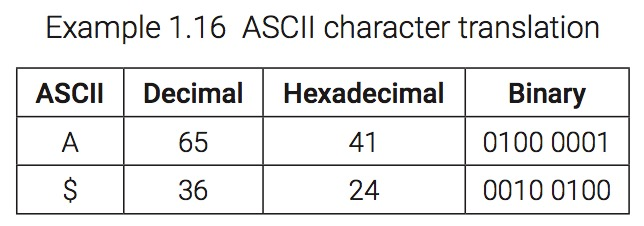 Example 1.16 ASCII character translation
ASCII Decimal Hexadecimal Binary
A 65 41 0100 0001
$ 36 24 0010 0100